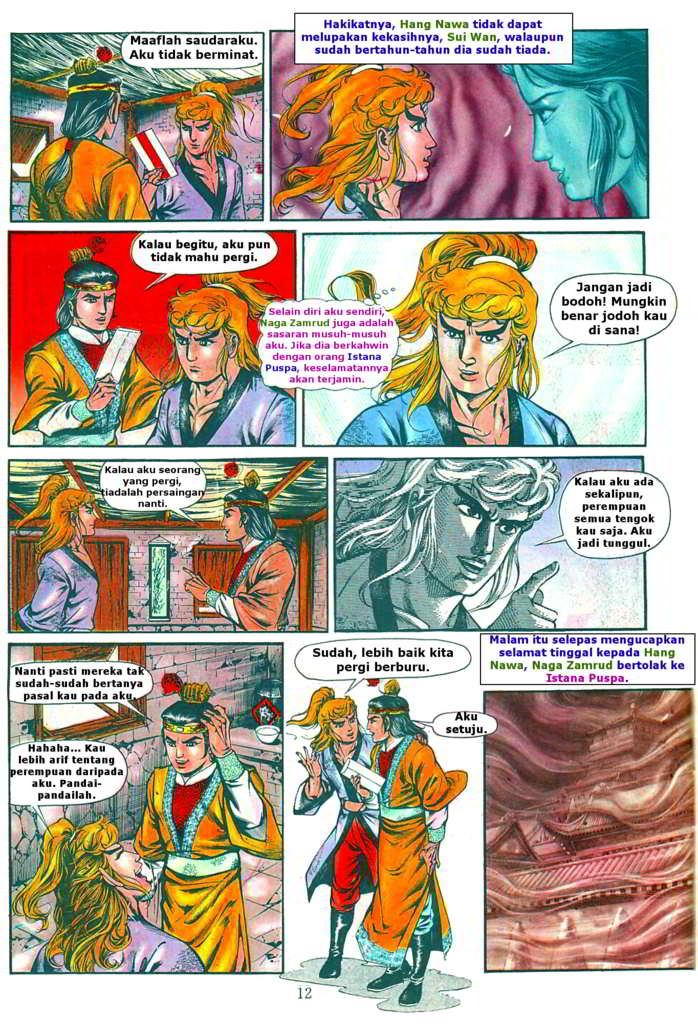 Maaflah saudaraku.
Aku tidak berminat.
Hakikatnya, Hang Nawa tidak dapat
melupakan kekasihnya, Sui Wan, walaupun
sudah bertahun-tahun dia sudah tiada.
Kalau begitu, aku pun
tidak mahu pergi.
Selain diri aku sendiri,
Naga Zamrud juga adalah
sasaran musuh-musuh
aku. Jika dia berkahwin
dengan orang Istana
Puspa, keselamatannya
akan terjamin.
Jangan jadi
bodoh! Mungkin
benar jodoh kau
di sana!
Kalau aku seorang
yang pergi,
tiadalah persaingan
nanti.
Kalau aku ada
sekalipun,
perempuan
semua tengok
kau saja. Aku
jadi tunggul.
Nanti pasti mereka tak
sudah-sudah bertanya
pasal kau pada aku.
Hahaha... Kau
lebih arif tentang
perempuan daripada
aku. Pandai-
pandailah.
Sudah, lebih baik kita
pergi berburu.
Aku
setuju.
Malam itu selepas mengucapkan
selamat tinggal kepada Hang
Nawa, Naga Zamrud bertolak ke
Istana Puspa.
12